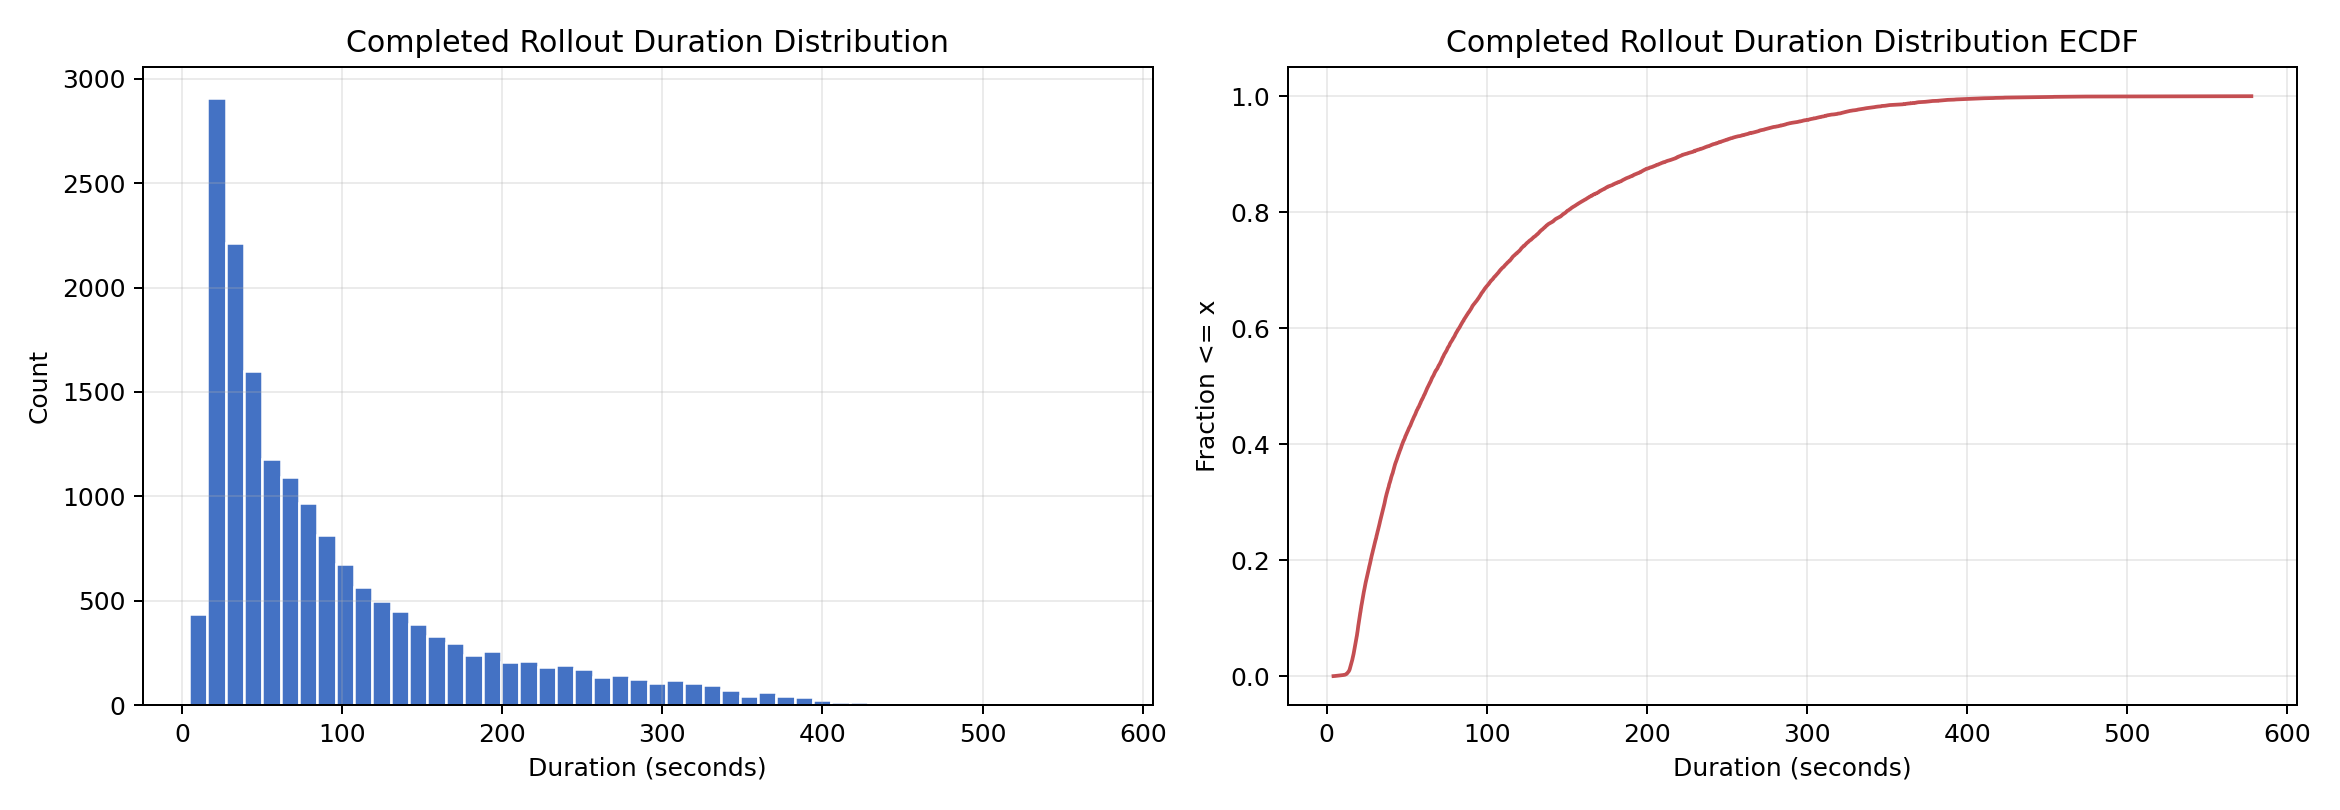 Completed Rollout Duration Distribution
3000
2500
2000
1500
1000
500
0
Count
0 100 200 300 400 500 600
Duration (seconds)
Completed Rollout Duration Distribution ECDF
1.0
0.8
0.6
0.4
0.2
0.0
Fraction <= x
0 100 200 300 400 500 600
Duration (seconds)